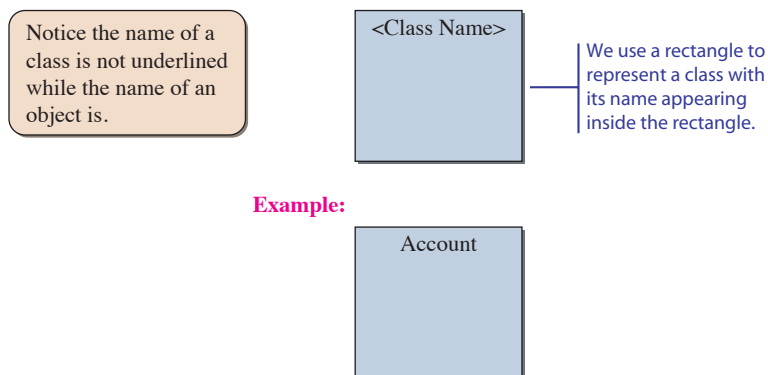 Notice the name of a
class is not underlined
while the name of an
object is.
<Class Name>
We use a rectangle to
represent a class with
its name appearing
inside the rectangle.
Example:
Account